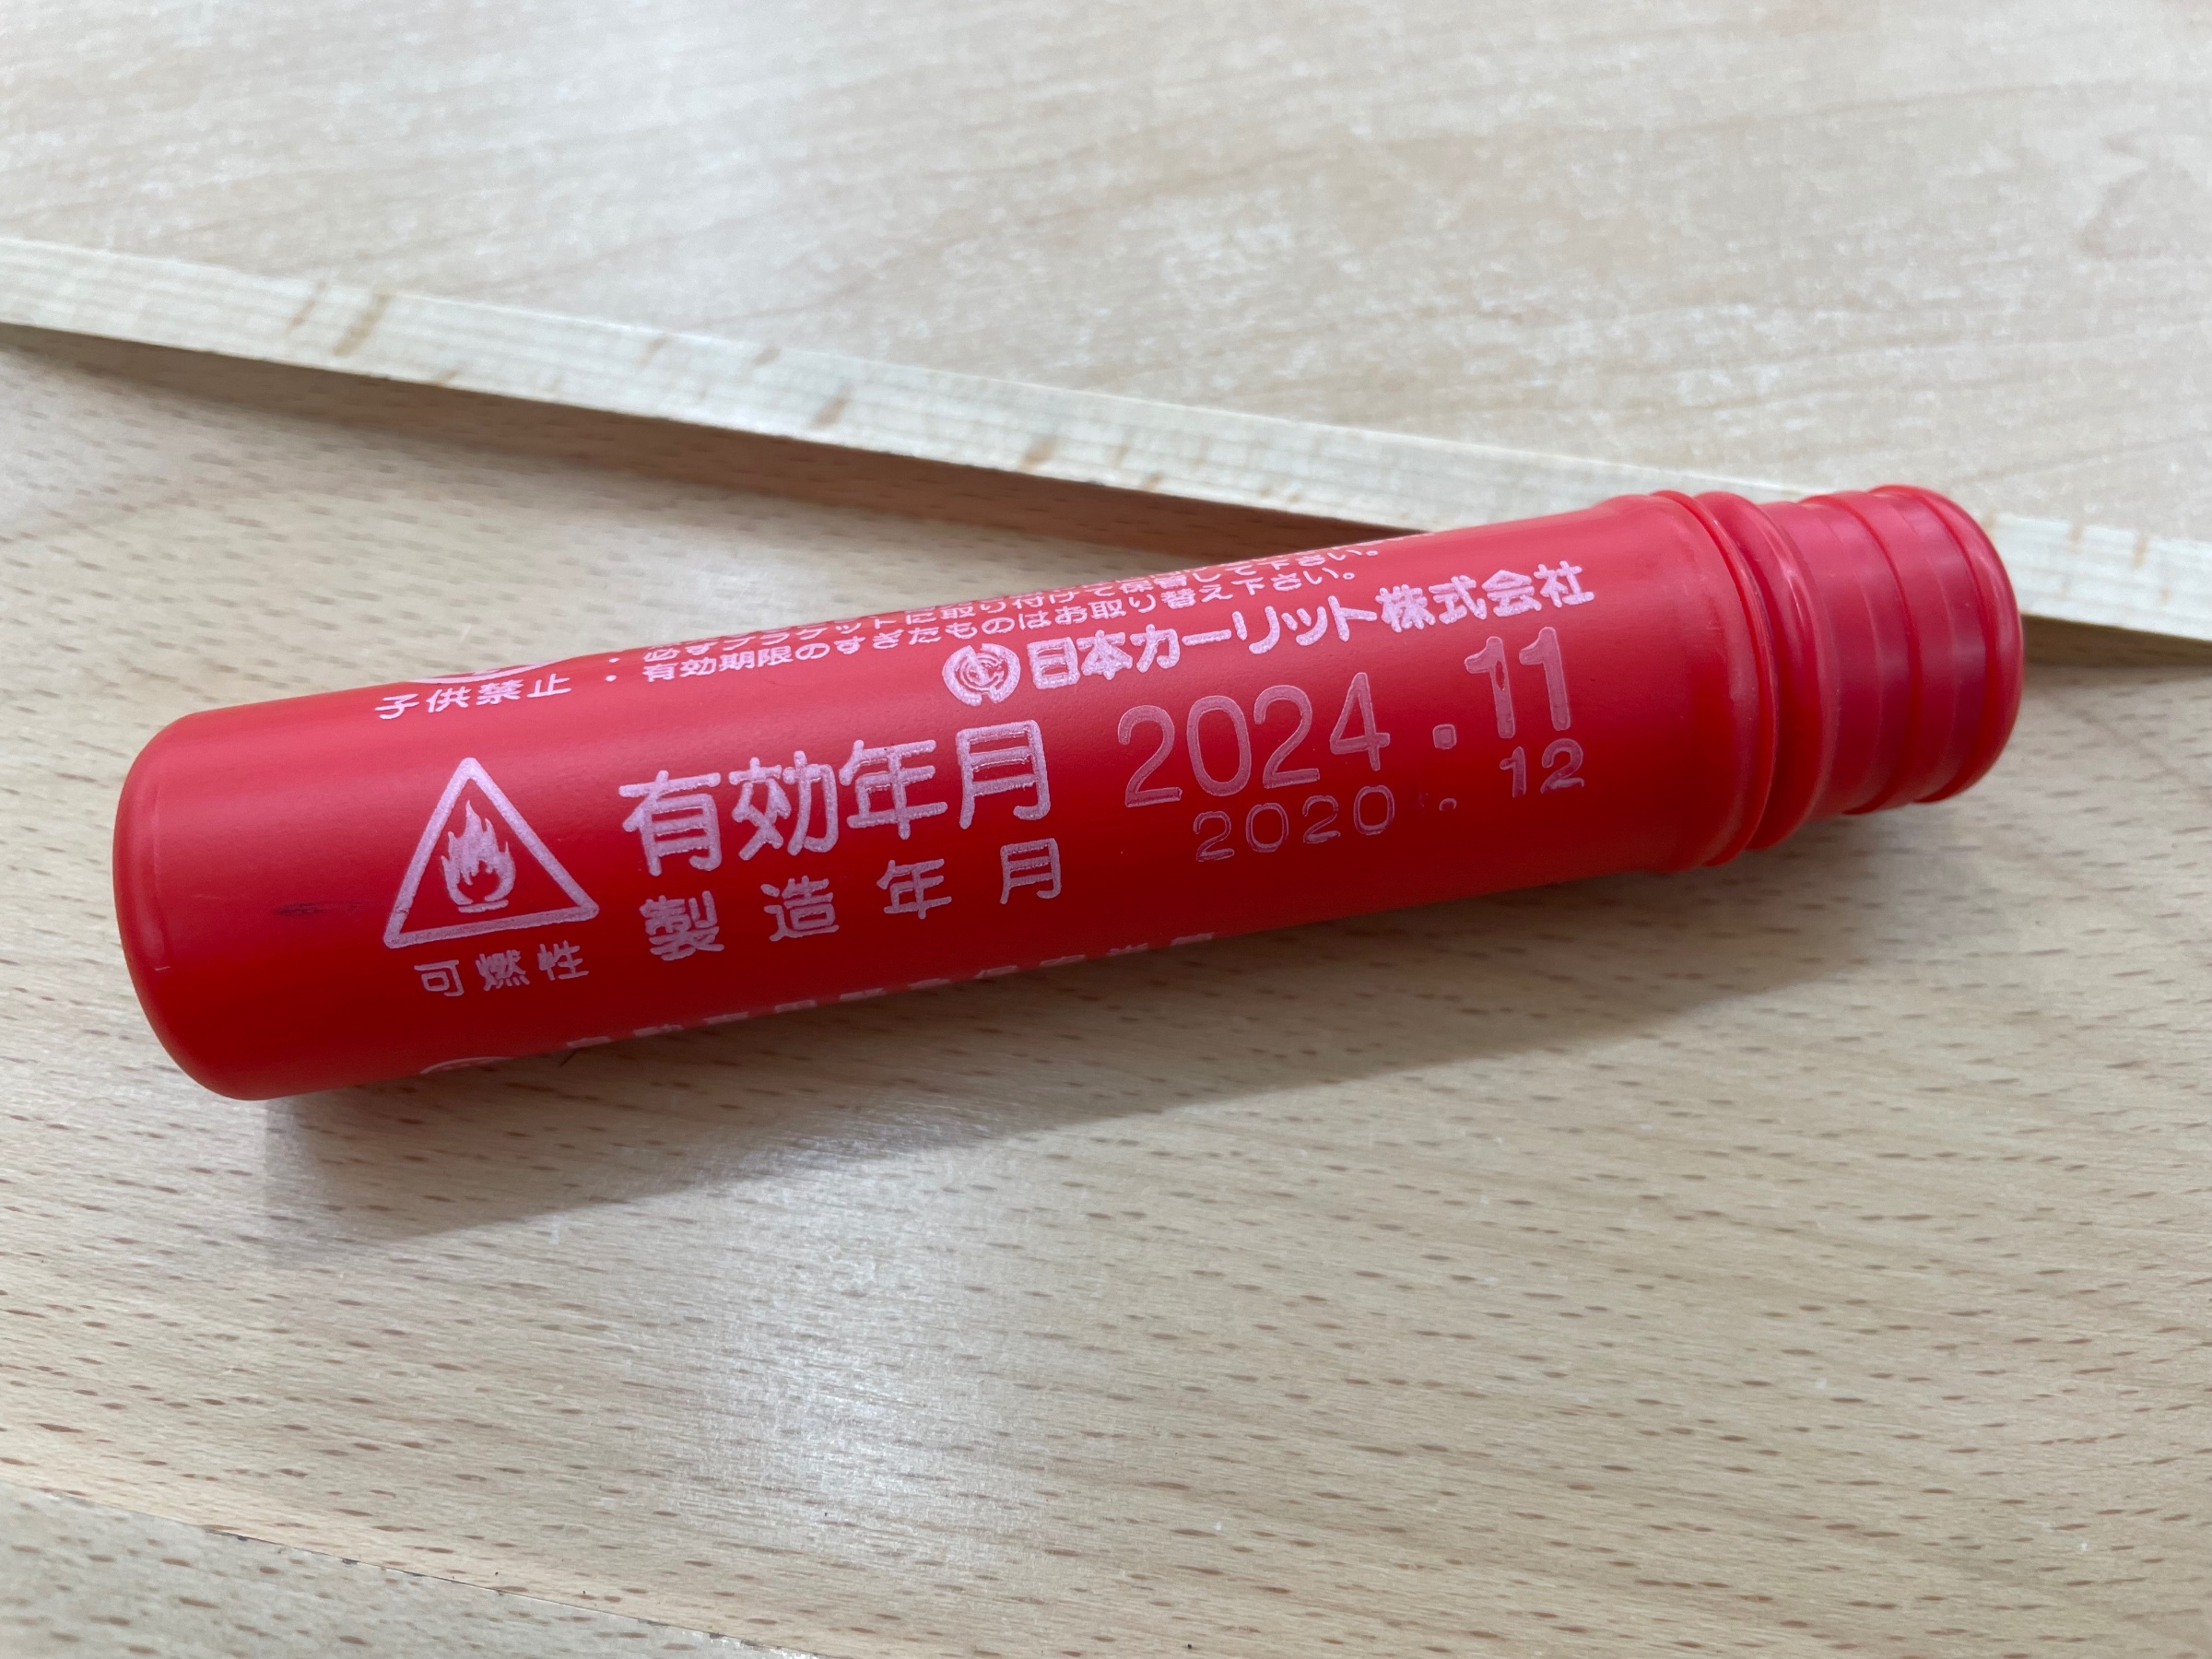 必ずブラケットに取り付けて保管して下さい。
子供禁止 ・ 有効期限のすぎたものはお取り替え下さい。
日本カーリット株式会社
有効年月 2024.11
製造年月 2020.12
可燃性